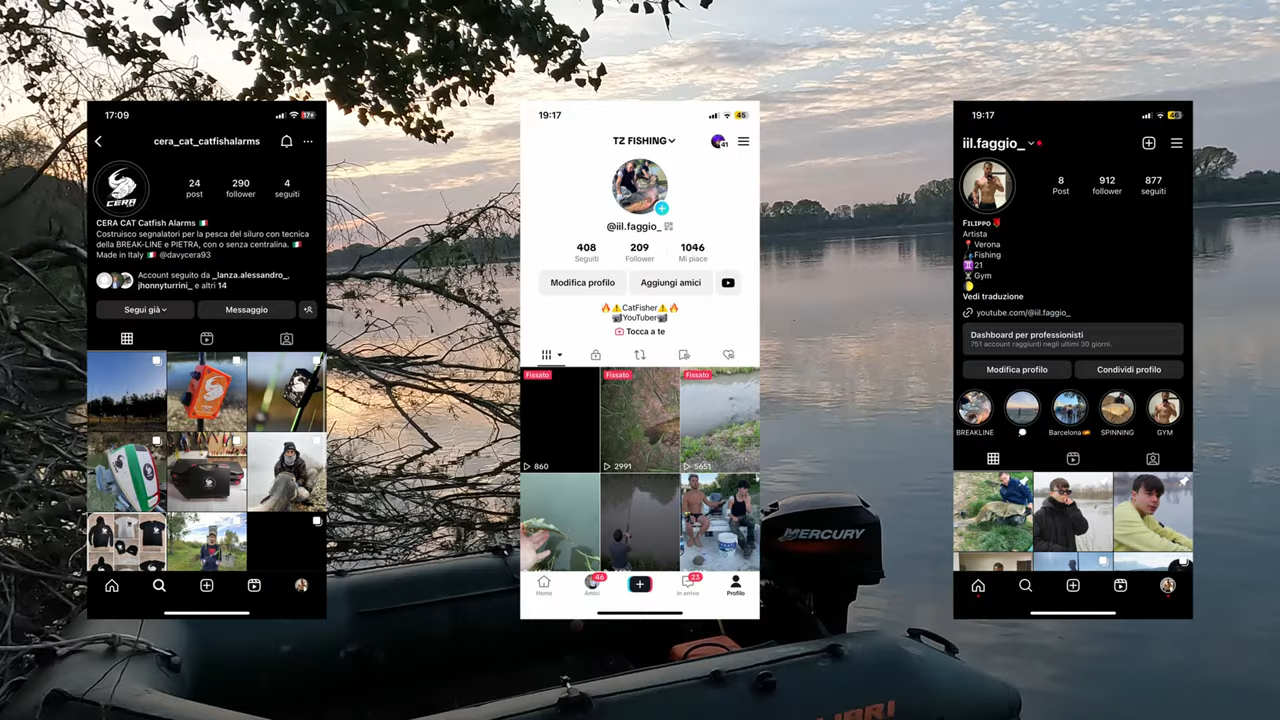 17:09
17+
cera_cat_catfishalarms
24
post
290
follower
4
seguiti
CERA
CERA CAT Catfish Alarms 🇮🇹
Costruisco segnalatori per la pesca del siluro con tecnica
della BREAK-LINE e PIETRA, con o senza centralina. 🇮🇹
Made in Italy 🇮🇹 @davycera93
Account seguito da _lanza.alessandro_,
jhonnyturrini_ e altri 14
Segui già
Messaggio
19:17
45
TZ FISHING
41
@iil.faggio_
408
Seguiti
209
Follower
1046
Mi piace
Modifica profilo
Aggiungi amici
🔥⚠️CatFisher⚠️🔥
📹YouTuber📹
Tocca a te
Fissato
Fissato
Fissato
860
2991
5651
46
23
Home
Amici
In arrivo
Profilo
19:17
46
iil.faggio_
8
Post
912
follower
877
seguiti
Filippo
Artista
📍Verona
🎣Fishing
♊21
🏋Gym
Vedi traduzione
youtube.com/@iil.faggio_
Dashboard per professionisti
751 account raggiunti negli ultimi 30 giorni.
Modifica profilo
Condividi profilo
BREAKLINE
💭
Barcelona🇪🇸
SPINNING
GYM
MERCURY